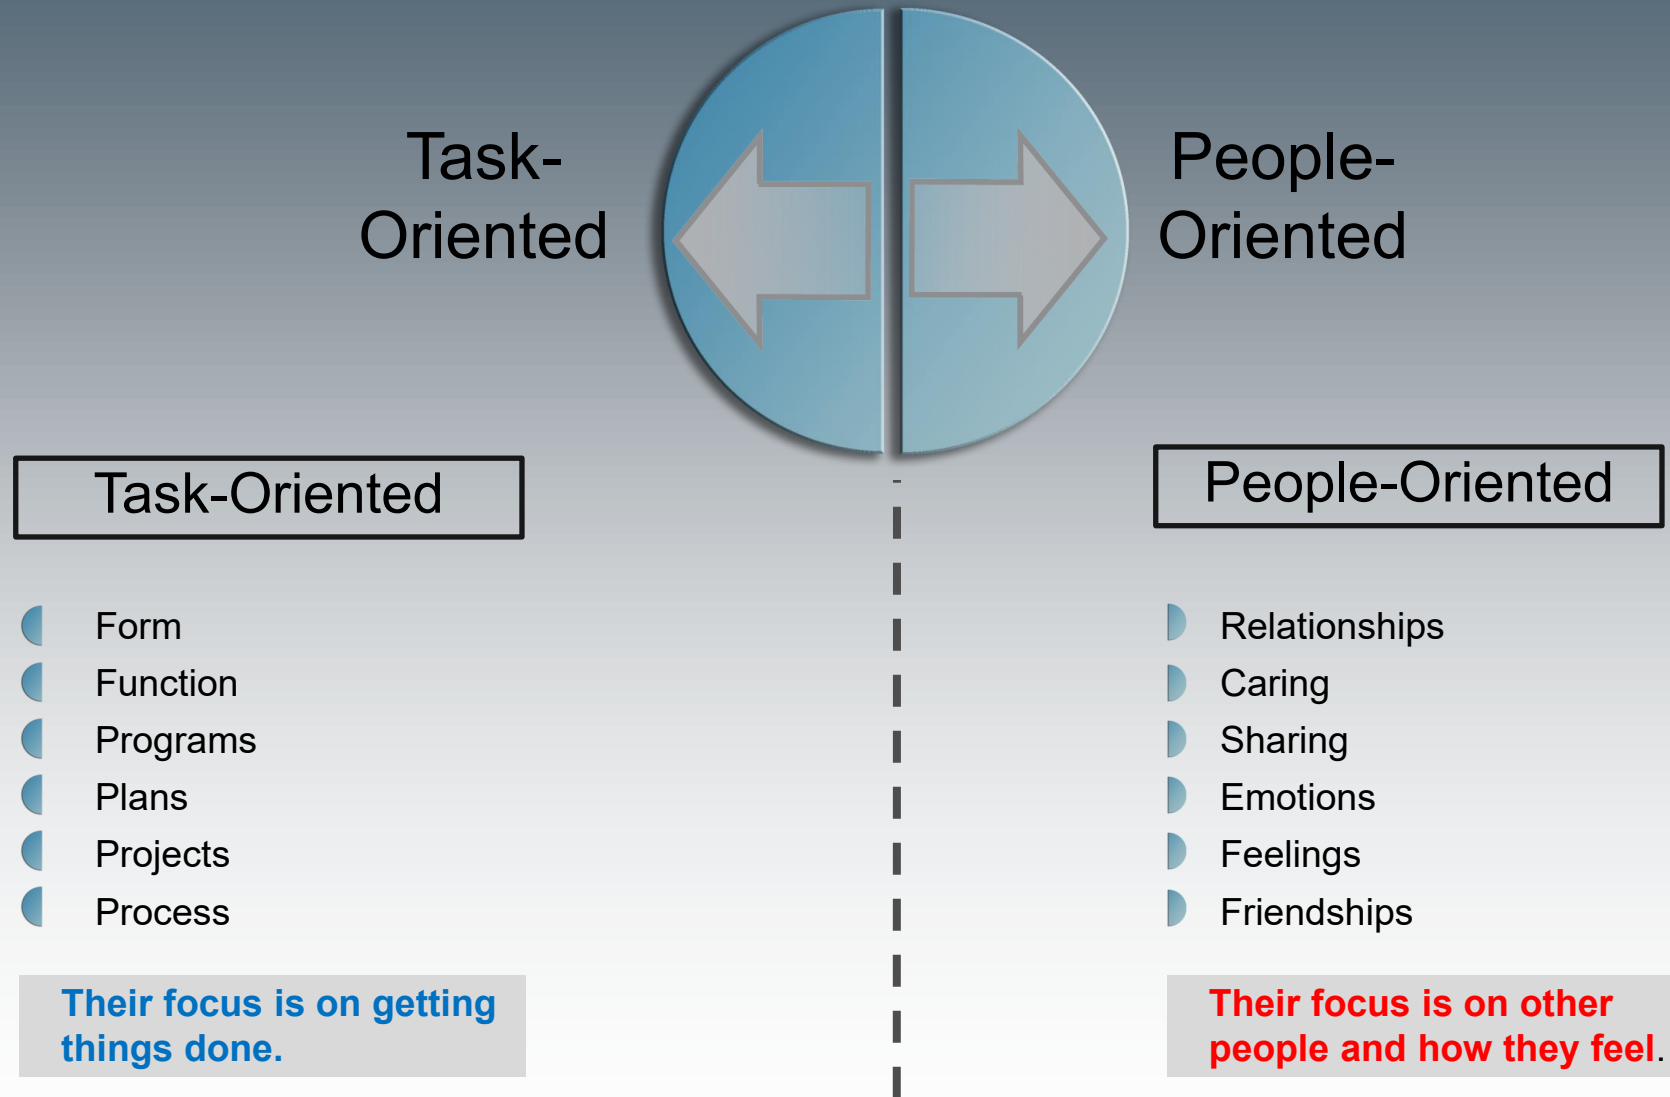 Task-
Oriented
People-
Oriented
Task-Oriented
Form
Function
Programs
Plans
Projects
Process
Their focus is on getting
things done.
People-Oriented
Relationships
Caring
Sharing
Emotions
Feelings
Friendships
Their focus is on other
people and how they feel.